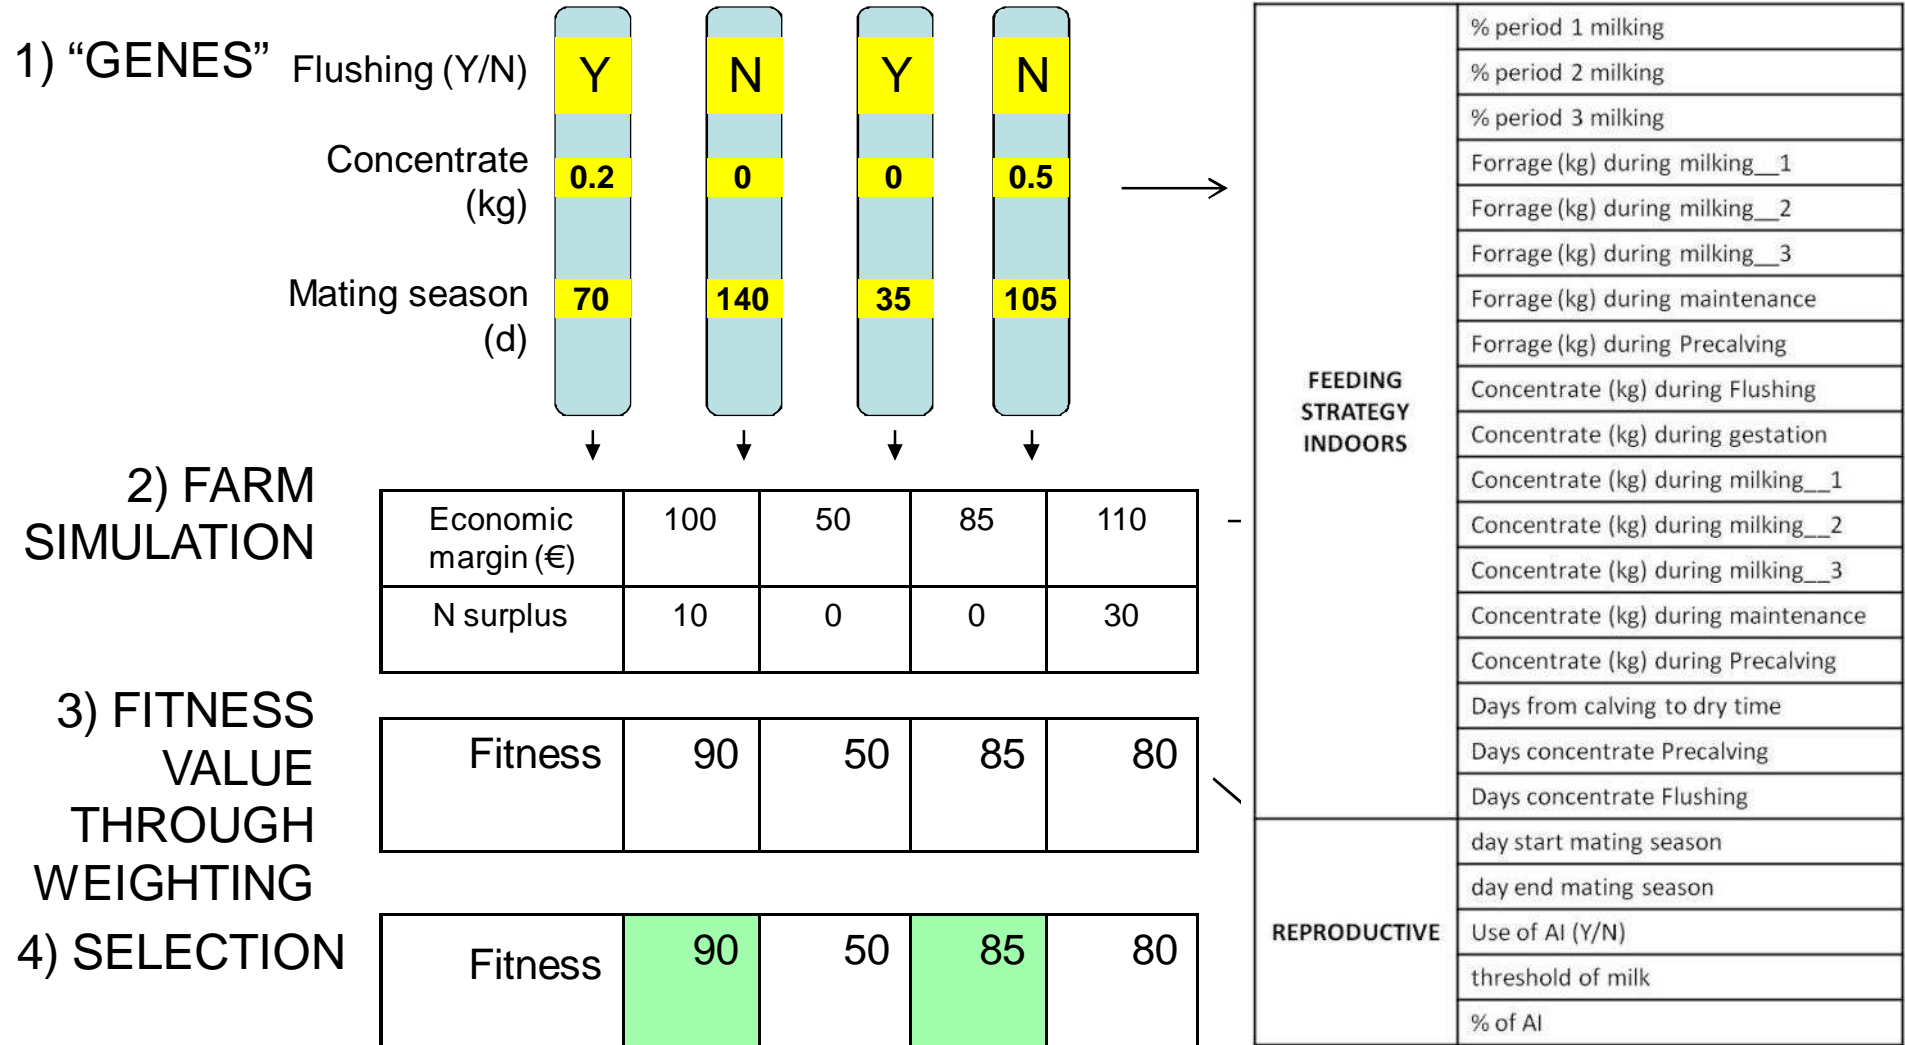 1) “GENES”
Flushing (Y/N) Y N Y N
Concentrate
(kg) 0.2 0 0 0.5
Mating season
(d) 70 140 35 105
2) FARM
SIMULATION
Economic
margin (€) 100 50 85 110
N surplus 10 0 0 30
3) FITNESS
VALUE
THROUGH
WEIGHTING
Fitness 90 50 85 80
4) SELECTION
Fitness 90 50 85 80
FEEDING
STRATEGY
INDOORS
% period 1 milking
% period 2 milking
% period 3 milking
Forrage (kg) during milking__1
Forrage (kg) during milking__2
Forrage (kg) during milking__3
Forrage (kg) during maintenance
Forrage (kg) during Precalving
Concentrate (kg) during Flushing
Concentrate (kg) during gestation
Concentrate (kg) during milking__1
Concentrate (kg) during milking__2
Concentrate (kg) during milking__3
Concentrate (kg) during maintenance
Concentrate (kg) during Precalving
Days from calving to dry time
Days concentrate Precalving
Days concentrate Flushing
REPRODUCTIVE
day start mating season
day end mating season
Use of AI (Y/N)
threshold of milk
% of AI